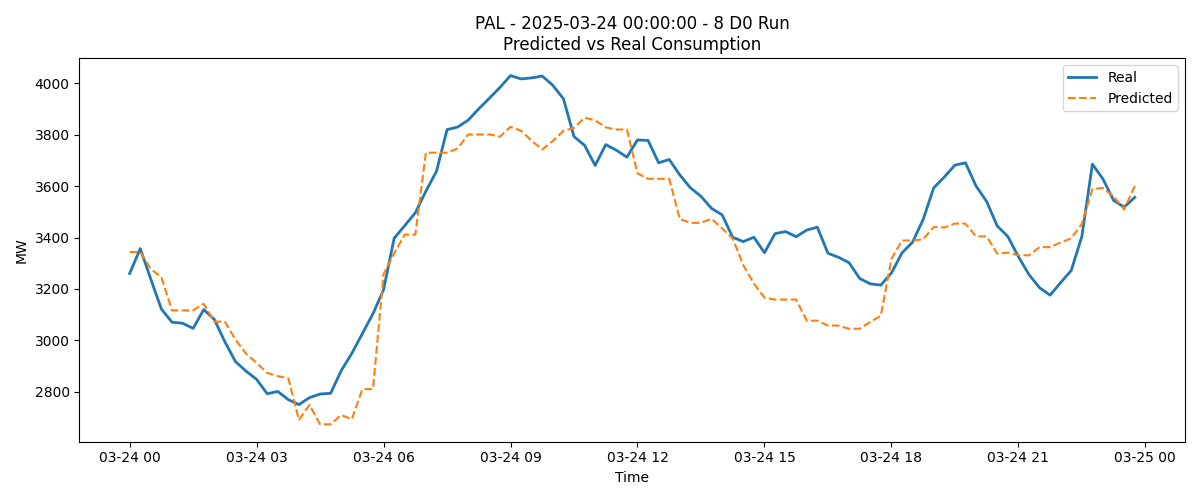 PAL - 2025-03-24 00:00:00 - 8 D0 Run
Predicted vs Real Consumption
Real
Predicted
MW
4000
3800
3600
3400
3200
3000
2800
03-24 00
03-24 03
03-24 06
03-24 09
03-24 12
03-24 15
03-24 18
03-24 21
03-25 00
Time